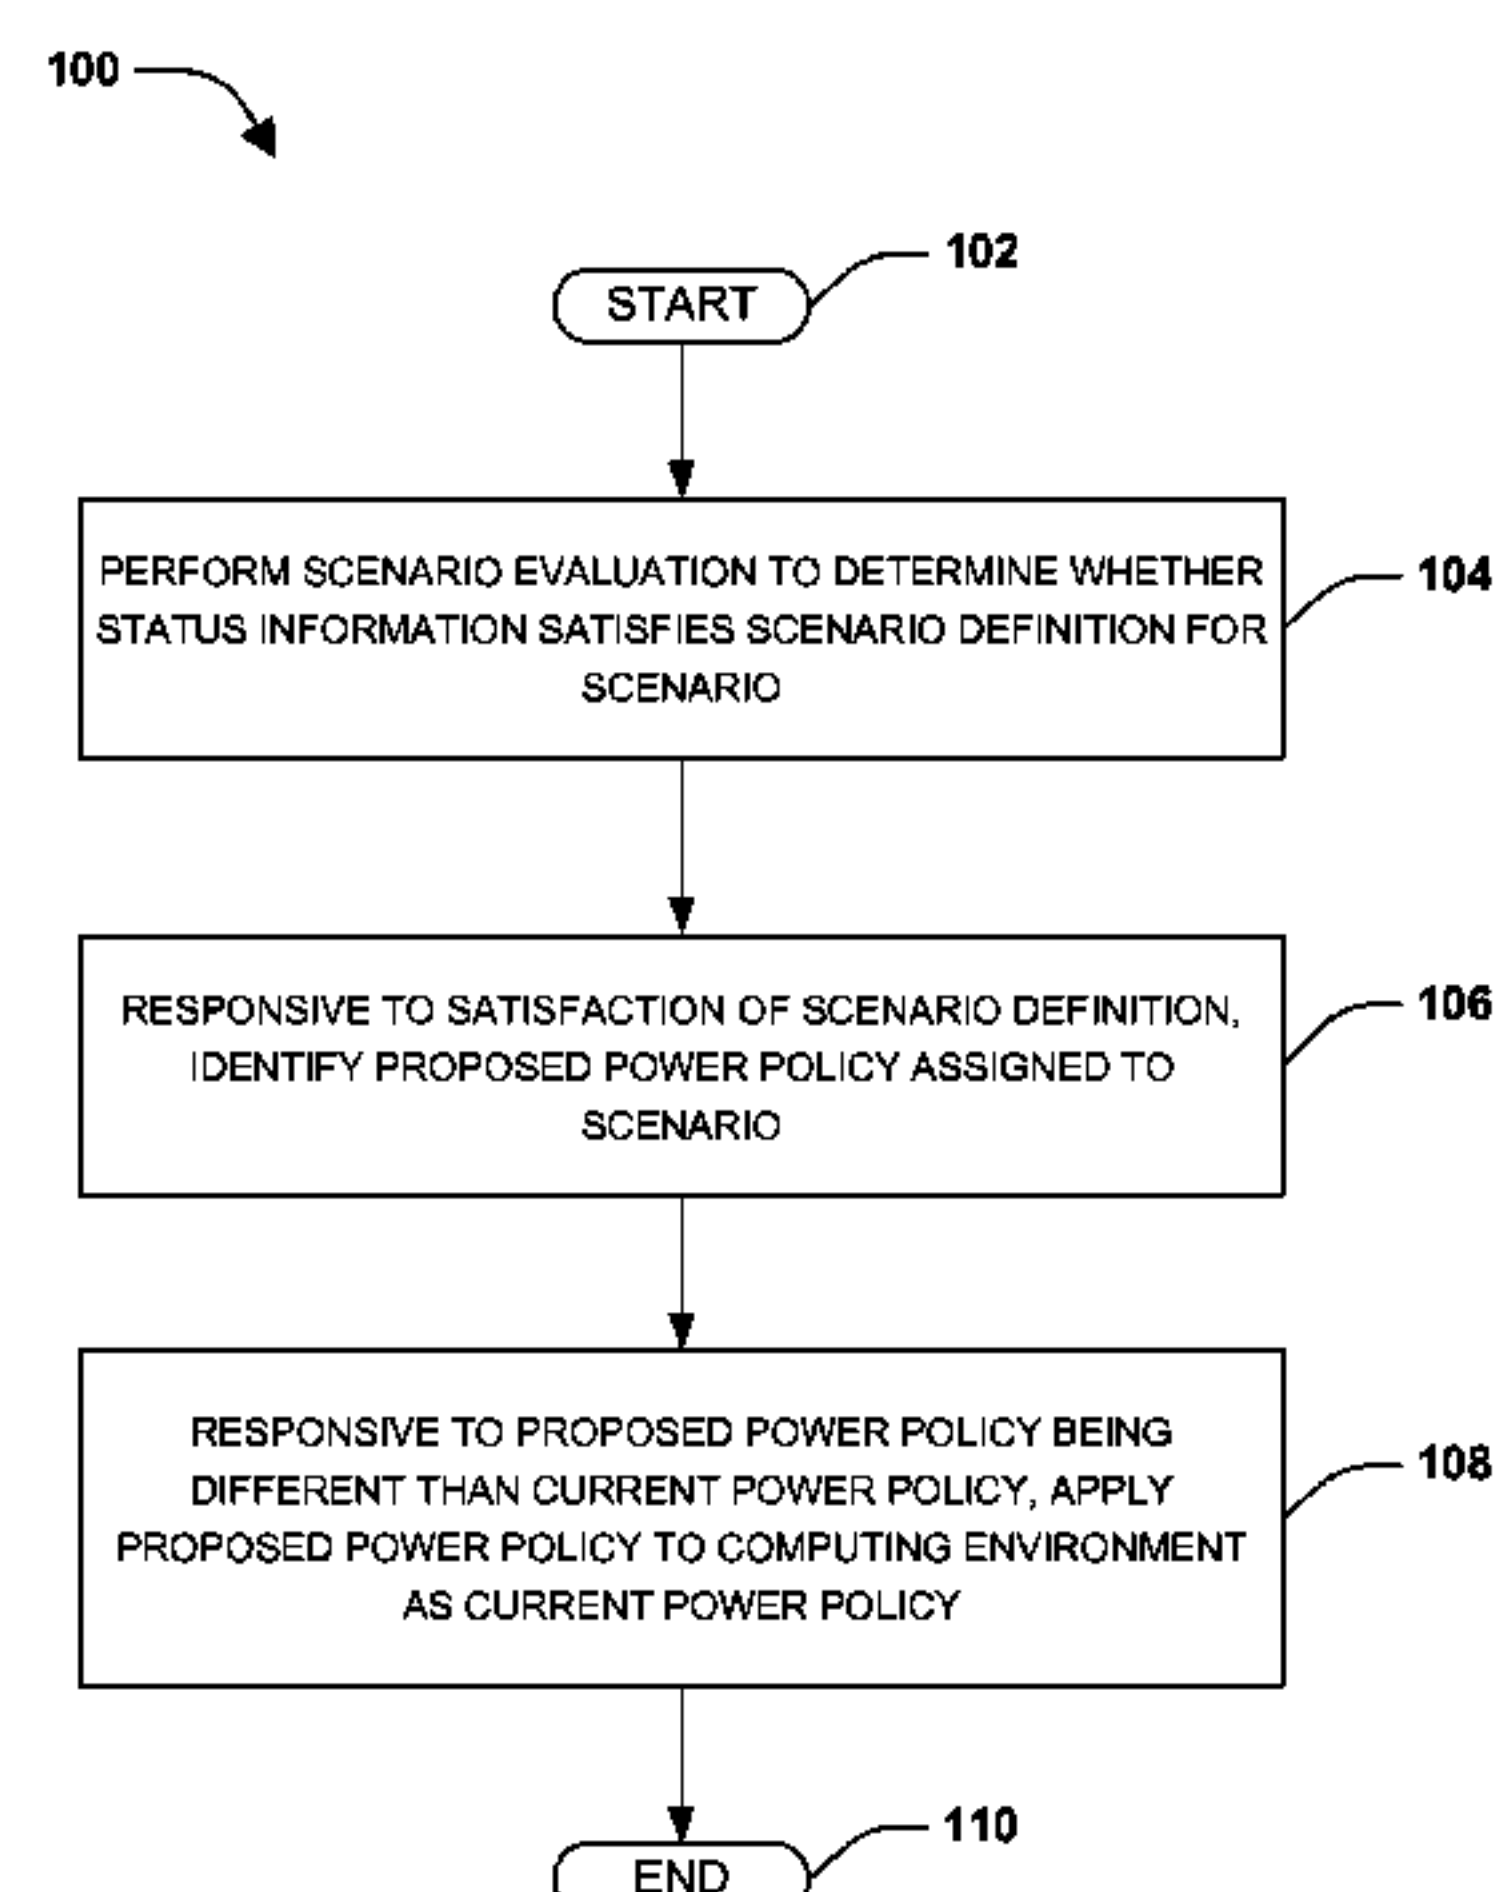 100
102
START
PERFORM SCENARIO EVALUATION TO DETERMINE WHETHER
STATUS INFORMATION SATISFIES SCENARIO DEFINITION FOR
SCENARIO
104
RESPONSIVE TO SATISFACTION OF SCENARIO DEFINITION,
IDENTIFY PROPOSED POWER POLICY ASSIGNED TO
SCENARIO
106
RESPONSIVE TO PROPOSED POWER POLICY BEING
DIFFERENT THAN CURRENT POWER POLICY, APPLY
PROPOSED POWER POLICY TO COMPUTING ENVIRONMENT
AS CURRENT POWER POLICY
108
110
END